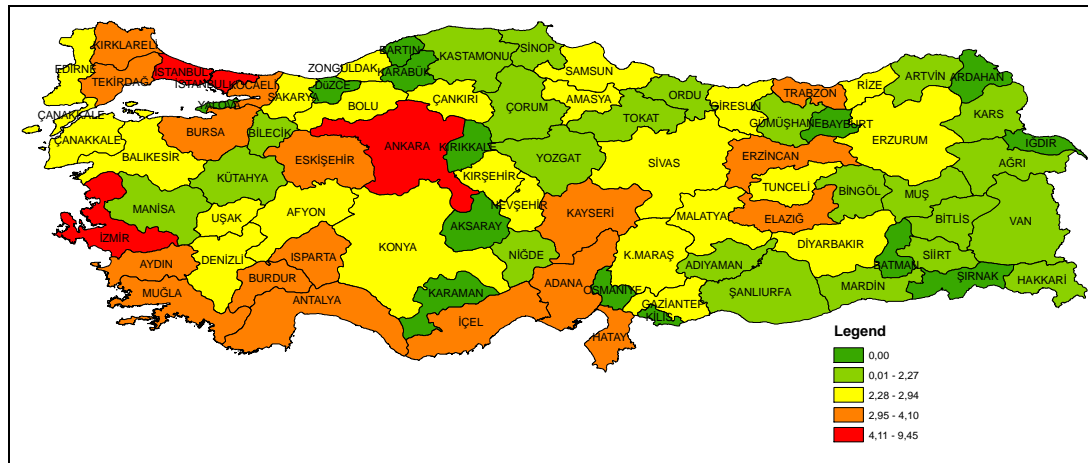 KIRKLARELİ
EDİRNE
TEKİRDAĞ
İSTANBUL
İSTANBUL
KOCAELİ
YALOVA
SAKARYA
DüZCE
ZONGULDAK
BARTIN
KARABÜK
KASTAMONU
SİNOP
SAMSUN
BOLU
ÇANKIRI
ÇORUM
AMASYA
ORDU
TOKAT
GİRESUN
TRABZON
RİZE
ARTVİN
ARDAHAN
KARS
GÜMÜŞHANE
BAYBURT
ERZURUM
IĞDIR
AĞRI
ÇANAKKALE
ÇANAKKALE
BALIKESİR
BURSA
BİLECİK
ESKİŞEHİR
ANKARA
KIRIKKALE
YOZGAT
SİVAS
ERZİNCAN
TUNCELİ
BİNGÖL
MUŞ
KÜTAHYA
MANİSA
UŞAK
AFYON
KIRŞEHİR
NEVŞEHİR
KAYSERİ
MALATYA
ELAZIĞ
BİTLİS
VAN
İZMİR
AYDIN
DENİZLİ
ISPARTA
KONYA
AKSARAY
NİĞDE
K.MARAŞ
ADIYAMAN
DİYARBAKIR
BATMAN
SİİRT
ŞIRNAK
HAKKARİ
MUĞLA
BURDUR
ANTALYA
KARAMAN
İÇEL
ADANA
OSMANİYE
GAZİANTEP
KİLİS
ŞANLIURFA
MARDİN
HATAY
Legend
0,00
0,01 - 2,27
2,28 - 2,94
2,95 - 4,10
4,11 - 9,45